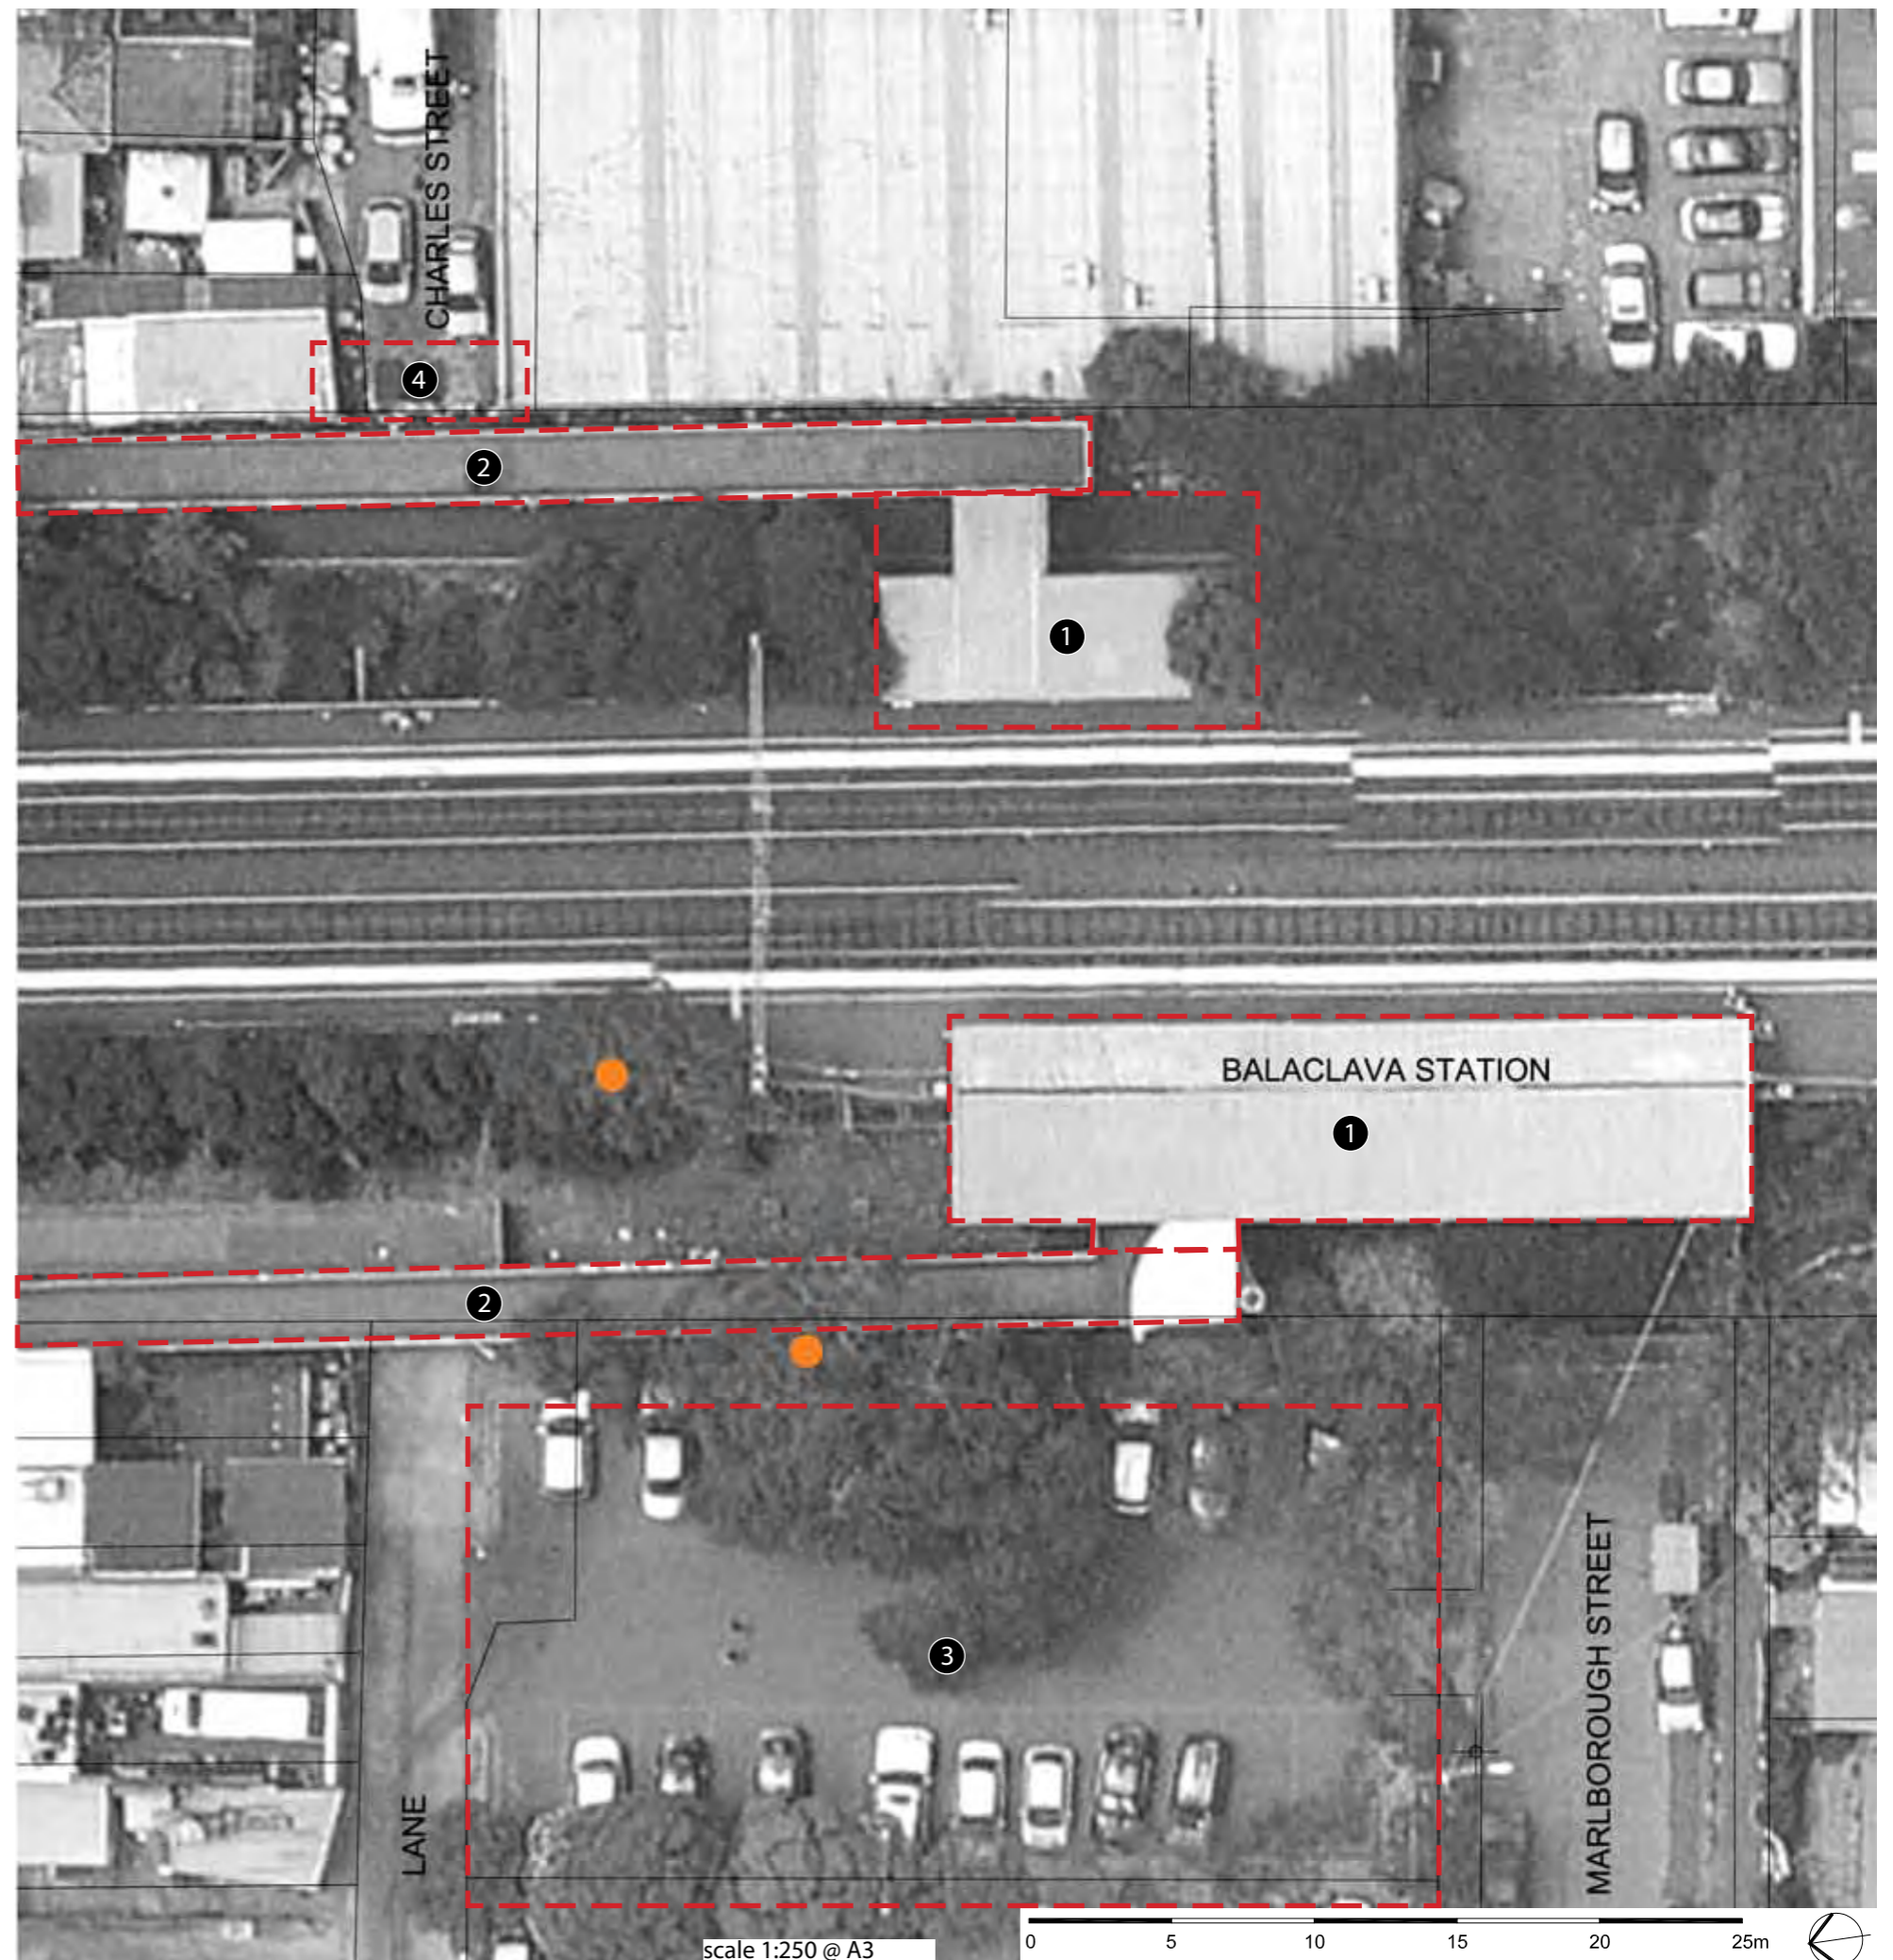 CHARLES STREET
4
2
1
BALACLAVA STATION
1
2
3
LANE
MARLBOROUGH STREET
scale 1:250 @ A3
0 5 10 15 20 25m